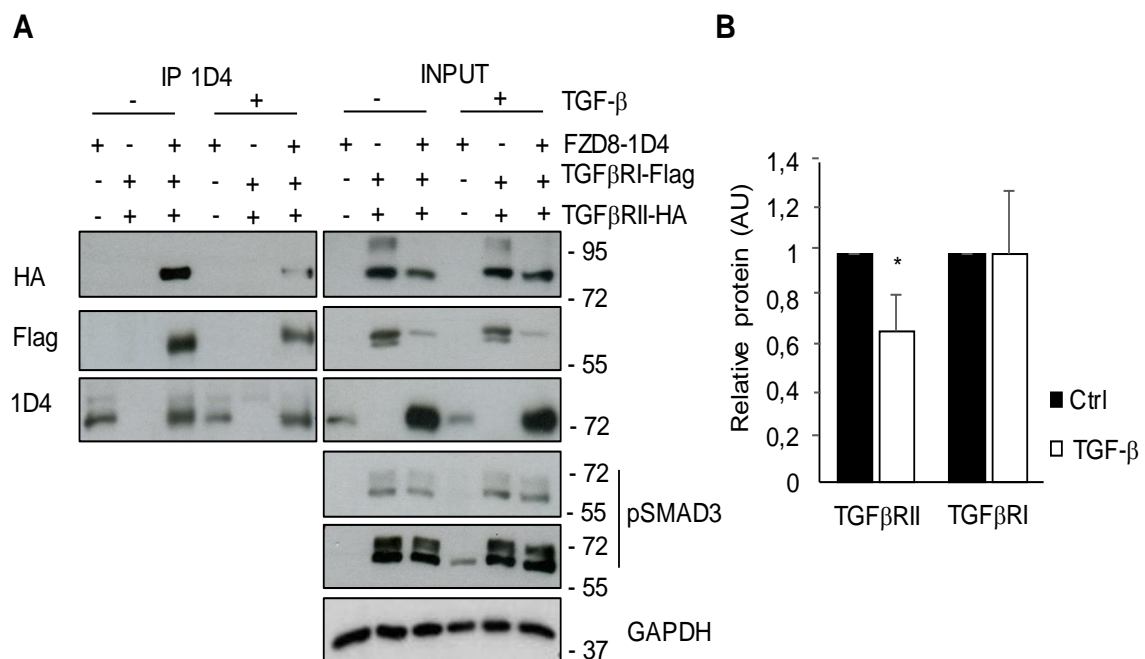 A
IP 1D4 INPUT
- + - + TGF-β
+ - + + - + + - + + - + FZD8-1D4
- + + - + + - + + - + + TGFβRI-Flag
- + + - + + - + + - + + TGFβRII-HA
HA
- 95
- 72
Flag
- 55
1D4
- 72
- 72
- 55
pSMAD3
- 72
- 55
GAPDH
- 37
B
Relative protein (AU)
1,4
1,2
1
0,8
0,6
0,4
0,2
0
*
Ctrl
TGF-β
TGFβRII TGFβRI